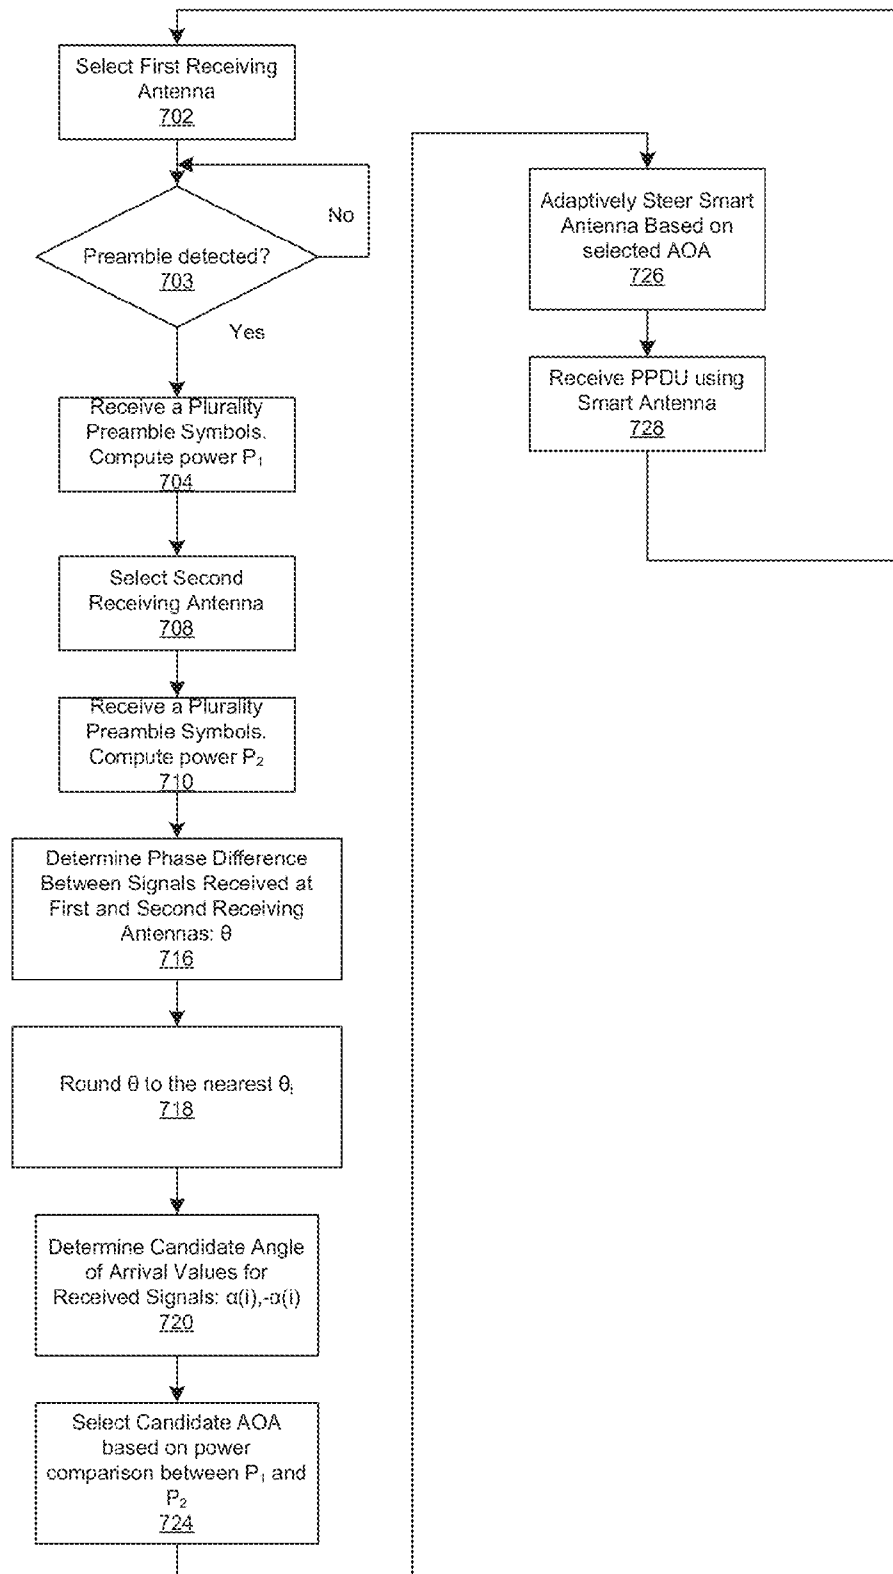 Select First Receiving
Antenna
702
Preamble detected?
703
No
Yes
Receive a Plurality
Preamble Symbols.
Compute power P₁
704
Select Second
Receiving Antenna
708
Receive a Plurality
Preamble Symbols.
Compute power P₂
710
Determine Phase Difference
Between Signals Received at
First and Second Receiving
Antennas: θ
716
Round θ to the nearest θᵢ
718
Determine Candidate Angle
of Arrival Values for
Received Signals: α(i),-α(i)
720
Select Candidate AOA
based on power
comparison between P₁ and
P₂
724
Adaptively Steer Smart
Antenna Based on
selected AOA
726
Receive PPDU using
Smart Antenna
728